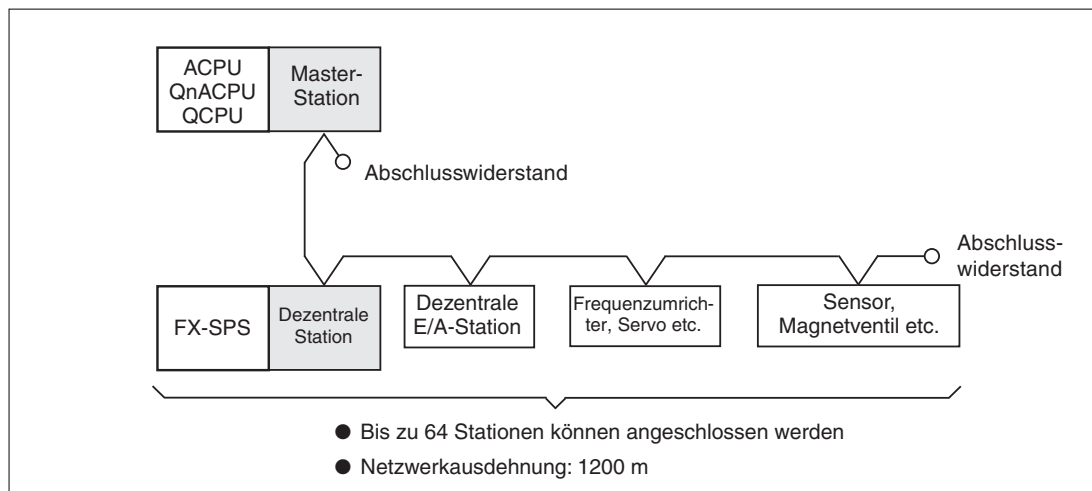 ACPU
QnACPU
QCPU
Master-
Station
Abschlusswiderstand
Abschluss-
widerstand
FX-SPS
Dezentrale
Station
Dezentrale
E/A-Station
Frequenzumrich-
ter, Servo etc.
Sensor,
Magnetventil etc.
● Bis zu 64 Stationen können angeschlossen werden
● Netzwerkausdehnung: 1200 m